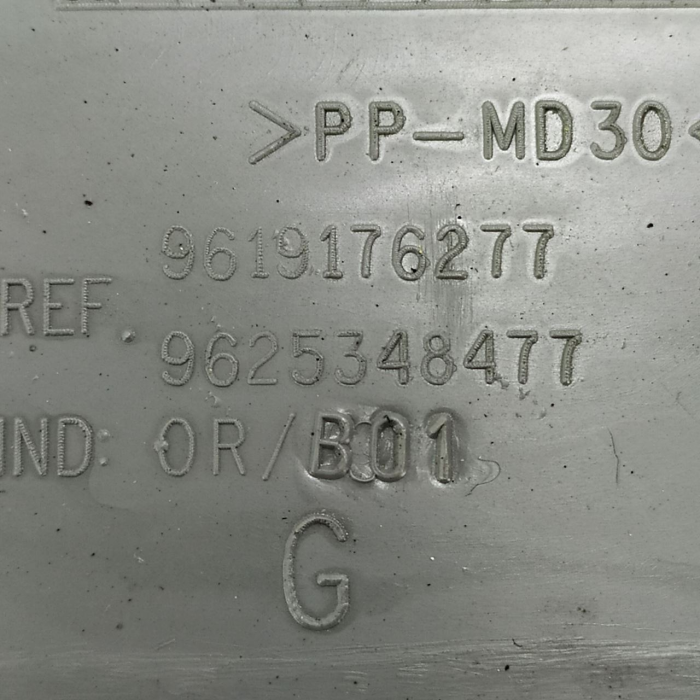 >PP-MD30<
9619176277
REF.
9625348477
IND: 0R/B01
G